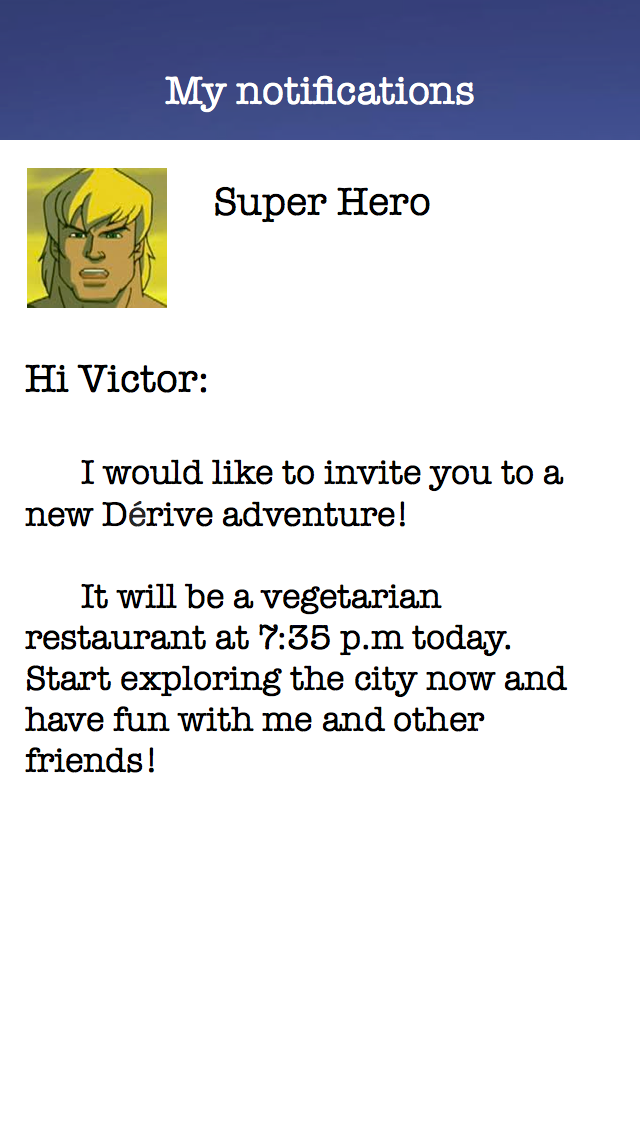 My notifications
Super Hero
Hi Victor:
I would like to invite you to a
new Dérive adventure!
It will be a vegetarian
restaurant at 7:35 p.m today.
Start exploring the city now and
have fun with me and other
friends!